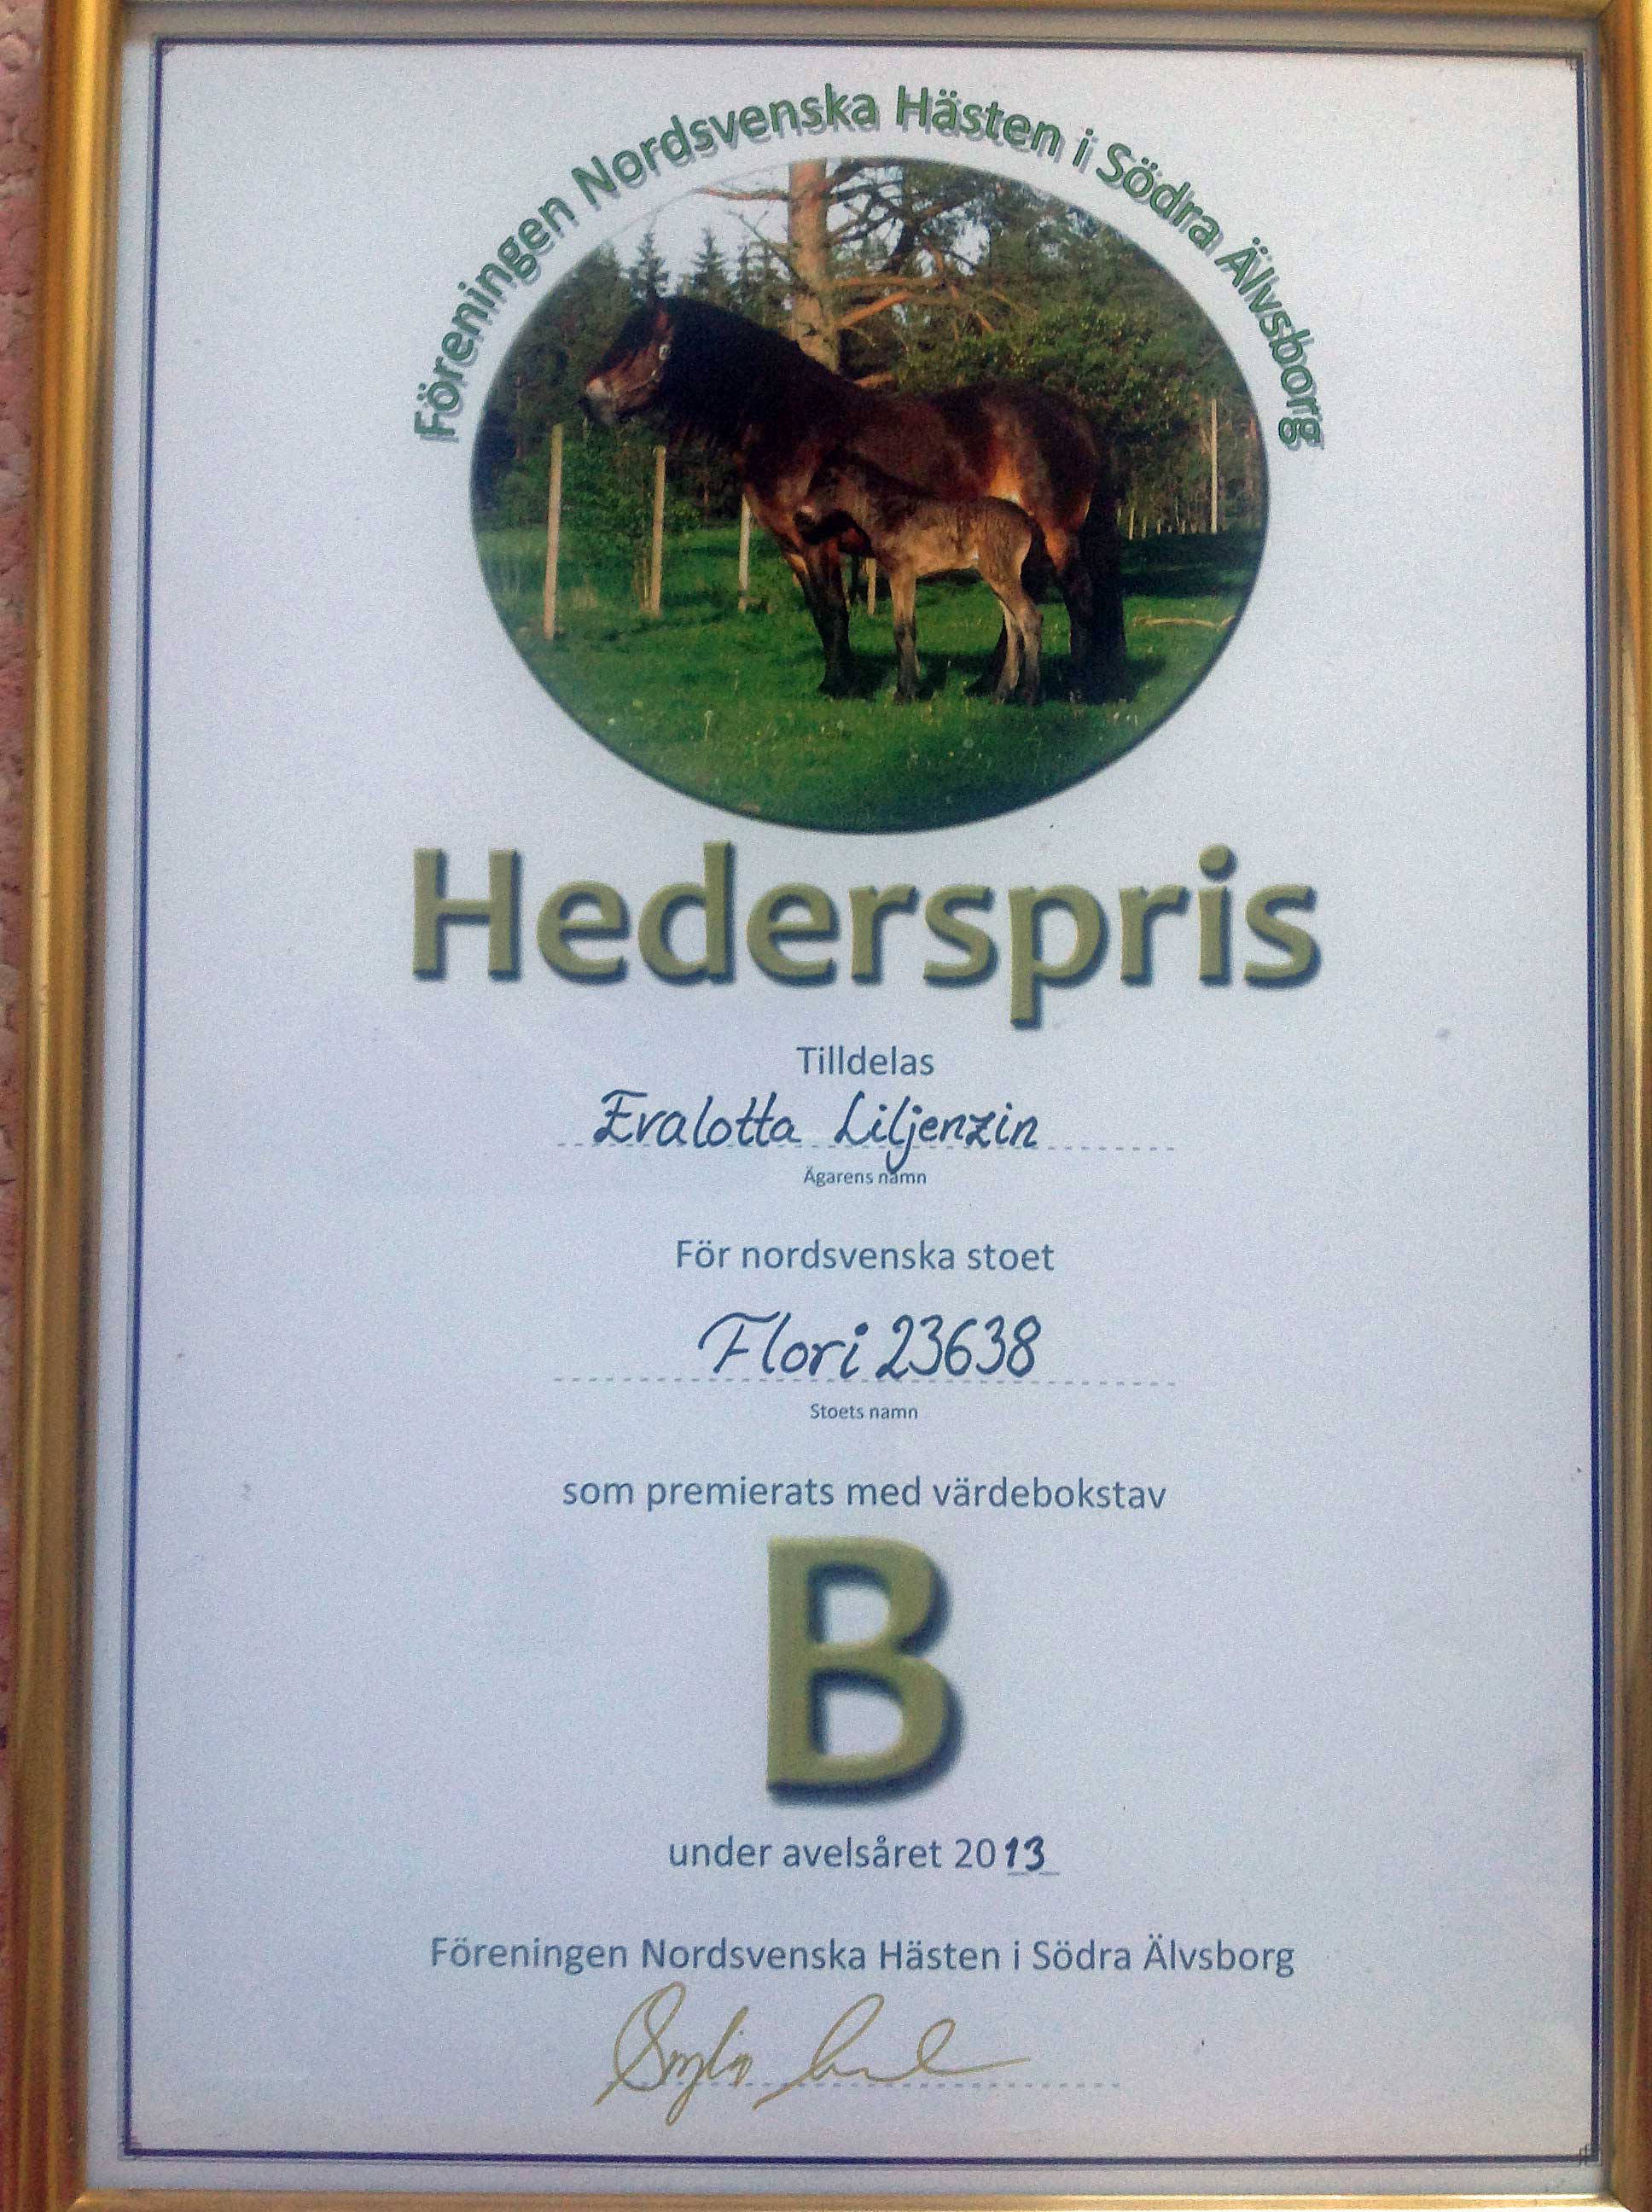 Föreningen Nordsvenska Hästen i Södra Älvsborg
Hederspris
Tilldelas
Evalotta Liljenzin
Ägarens namn
För nordsvenska stoet
Flori 23638
Stoets namn
som premierats med värdebokstav
B
under avelsåret 2013
Föreningen Nordsvenska Hästen i Södra Älvsborg